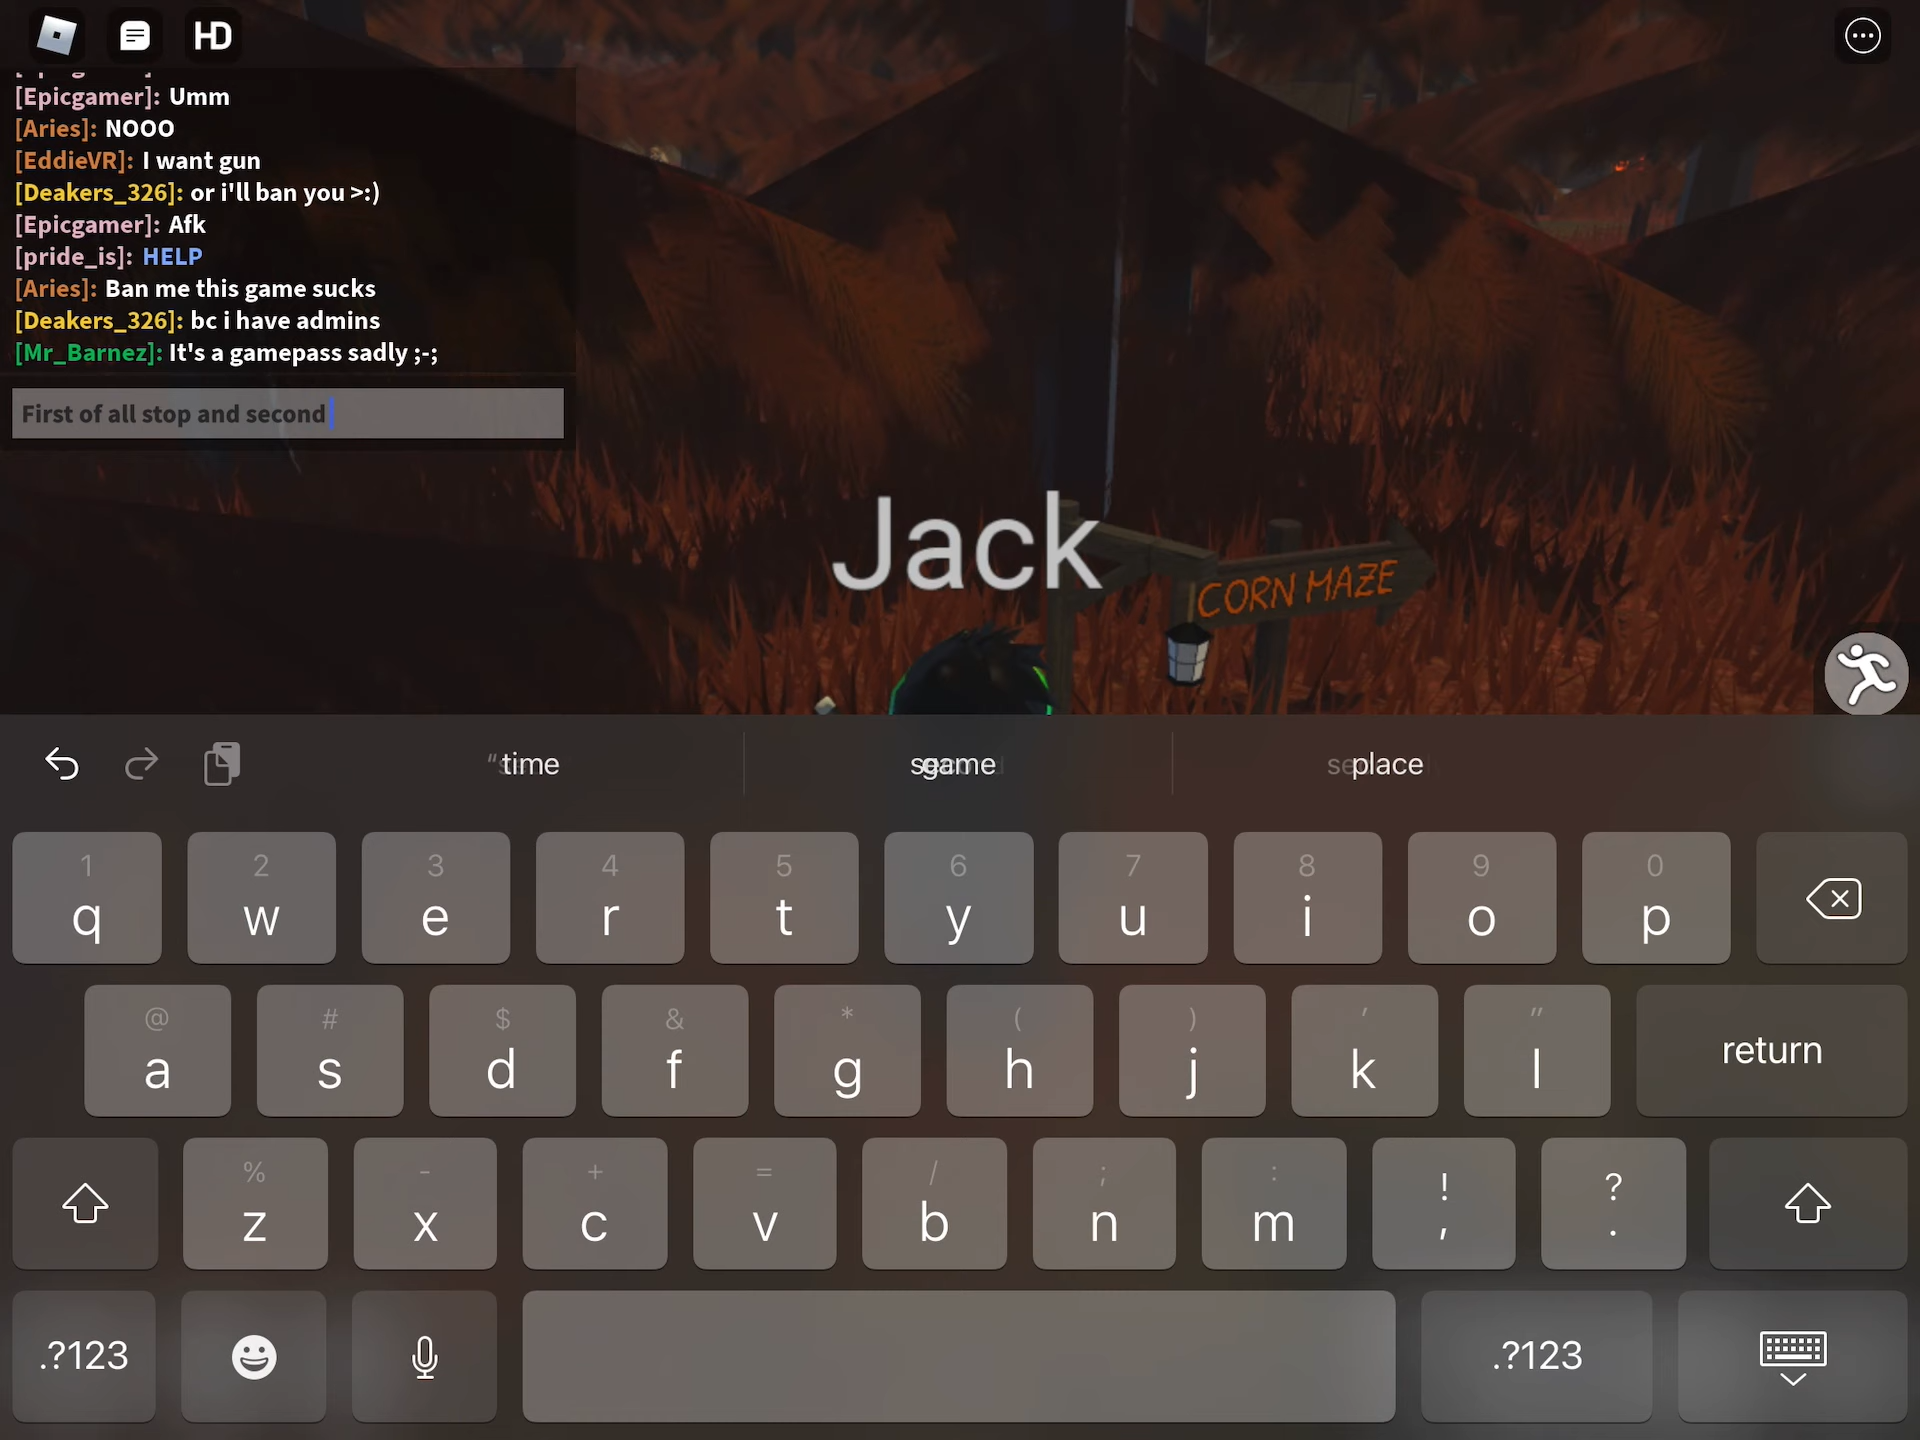 HD
[Epicgamer]: Umm
[Aries]: NOOO
[EddieVR]: I want gun
[Deakers_326]: or i'll ban you >:)
[Epicgamer]: Afk
[pride_is]: HELP
[Aries]: Ban me this game sucks
[Deakers_326]: bc i have admins
[Mr_Barnez]: It's a gamepass sadly ;-;
First of all stop and second
Jack
CORN MAZE
time game place
1 2 3 4 5 6 7 8 9 0
q w e r t y u i o p
@ # $ & * ( ) ' "
a s d f g h j k l return
% - + = / ; : ! ?
z x c v b n m , .
.?123 .?123